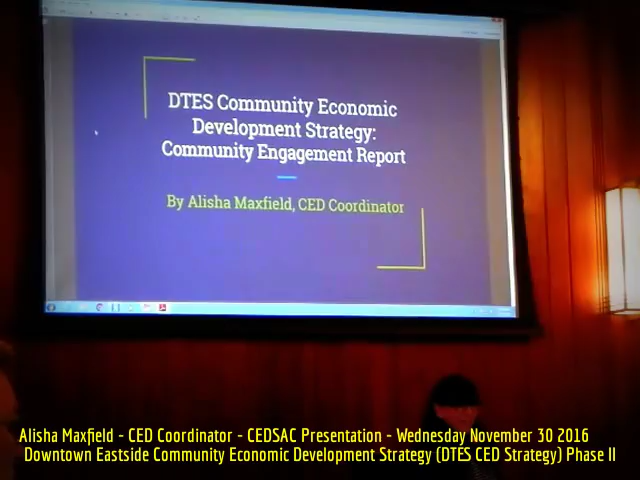 DTES Community Economic
Development Strategy:
Community Engagement Report
By Alisha Maxfield, CED Coordinator
Alisha Maxfield - CED Coordinator - CEDSAC Presentation - Wednesday November 30 2016
Downtown Eastside Community Economic Development Strategy (DTES CED Strategy) Phase II